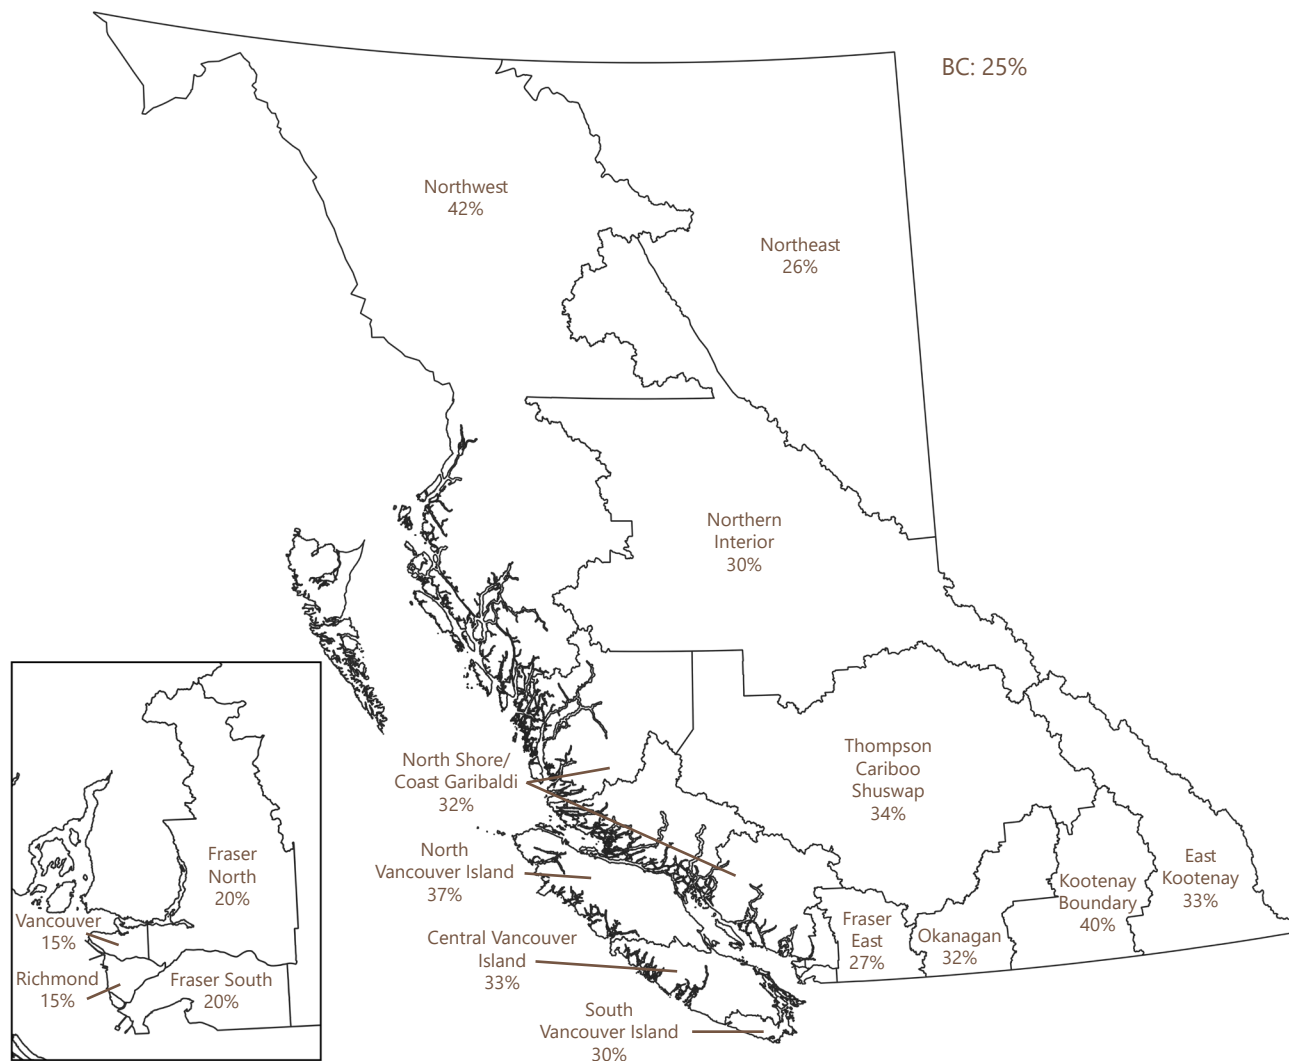 BC: 25%
Northwest
42%
Northeast
26%
Northern
Interior
30%
North Shore/
Coast Garibaldi
32%
Thompson
Cariboo
Shuswap
34%
North
Vancouver Island
37%
East
Kootenay
33%
Kootenay
Boundary
40%
Fraser
East
27%
Okanagan
32%
Central Vancouver
Island
33%
South
Vancouver Island
30%
Fraser
North
20%
Vancouver
15%
Richmond
15%
Fraser South
20%